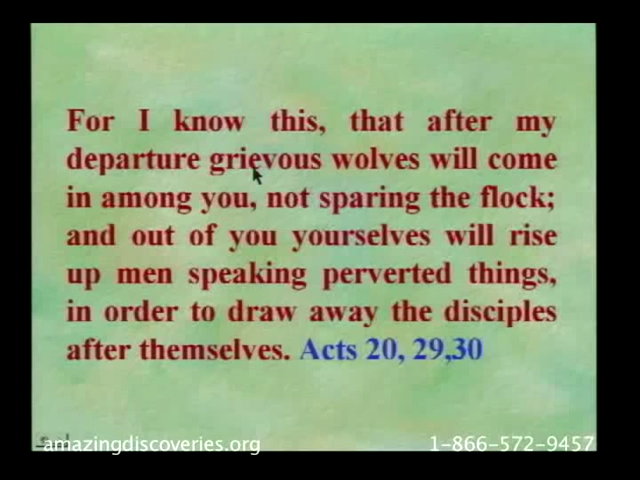 For I know this, that after my
departure grievous wolves will come
in among you, not sparing the flock;
and out of you yourselves will rise
up men speaking perverted things,
in order to draw away the disciples
after themselves. Acts 20, 29,30
amazingdiscoveries.org 1-866-572-9457